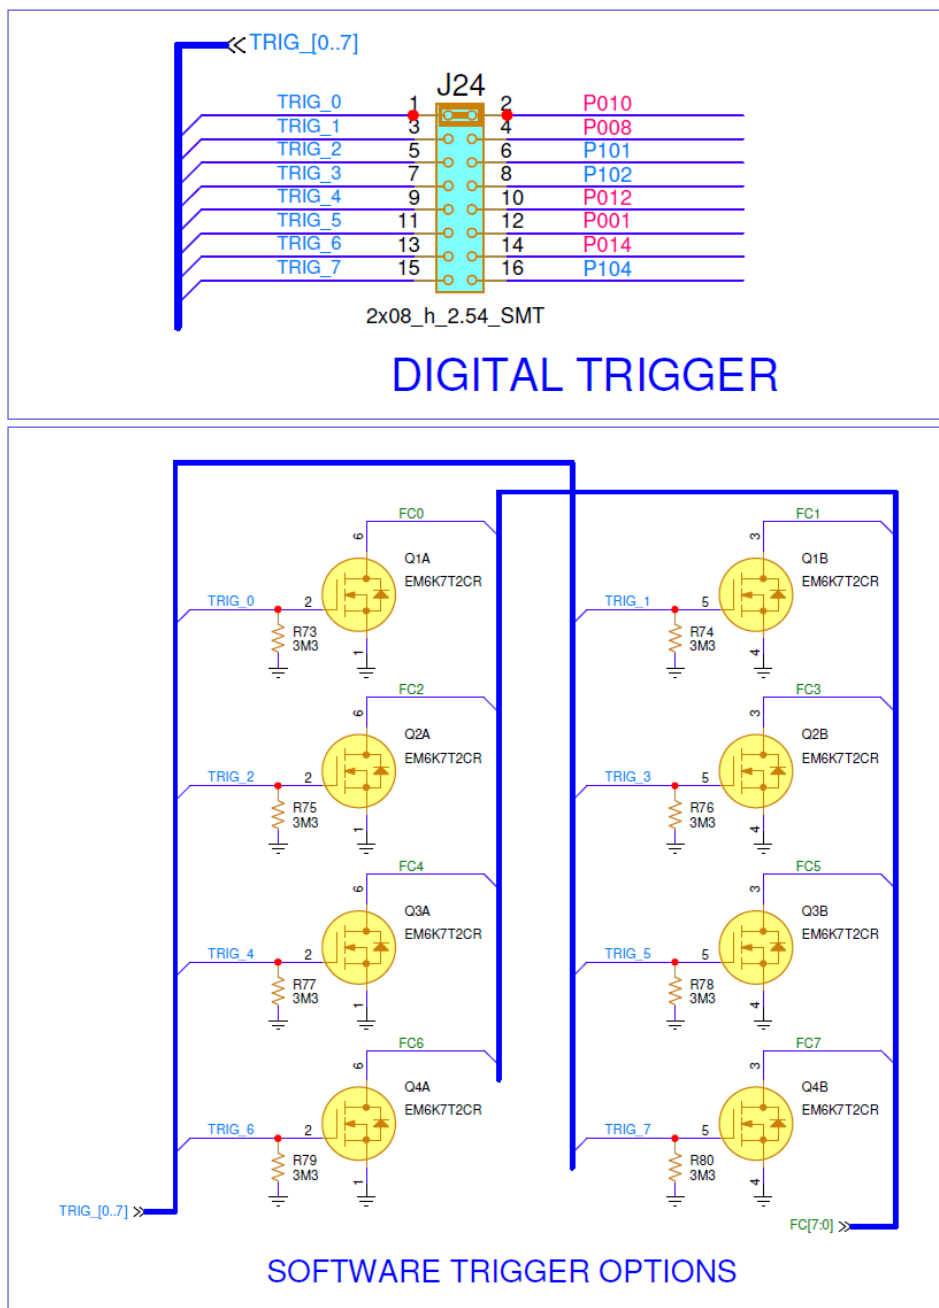 TRIG_[0..7]
J24
TRIG_0 1 2 P010
TRIG_1 3 4 P008
TRIG_2 5 6 P101
TRIG_3 7 8 P102
TRIG_4 9 10 P012
TRIG_5 11 12 P001
TRIG_6 13 14 P014
TRIG_7 15 16 P104
2x08_h_2.54_SMT
DIGITAL TRIGGER
FC0
6
Q1A
EM6K7T2CR
TRIG_0 2
R73
3M3
1
FC1
3
Q1B
EM6K7T2CR
TRIG_1 5
R74
3M3
4
FC2
6
Q2A
EM6K7T2CR
TRIG_2 2
R75
3M3
1
FC3
3
Q2B
EM6K7T2CR
TRIG_3 5
R76
3M3
4
FC4
6
Q3A
EM6K7T2CR
TRIG_4 2
R77
3M3
1
FC5
3
Q3B
EM6K7T2CR
TRIG_5 5
R78
3M3
4
FC6
6
Q4A
EM6K7T2CR
TRIG_6 2
R79
3M3
1
FC7
3
Q4B
EM6K7T2CR
TRIG_7 5
R80
3M3
4
TRIG_[0..7]
FC[7:0]
SOFTWARE TRIGGER OPTIONS